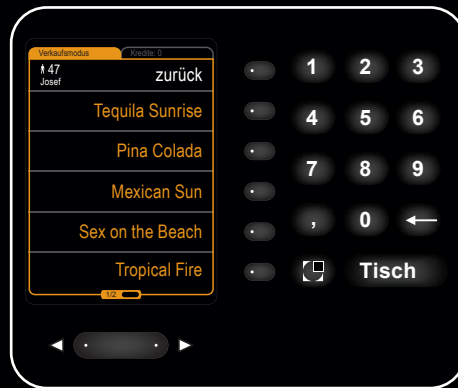 Verkaufsmodus
Kredite: 0
47
Josef
zurück
Tequila Sunrise
Pina Colada
Mexican Sun
Sex on the Beach
Tropical Fire
1/2
1 2 3
4 5 6
7 8 9
, 0
Tisch